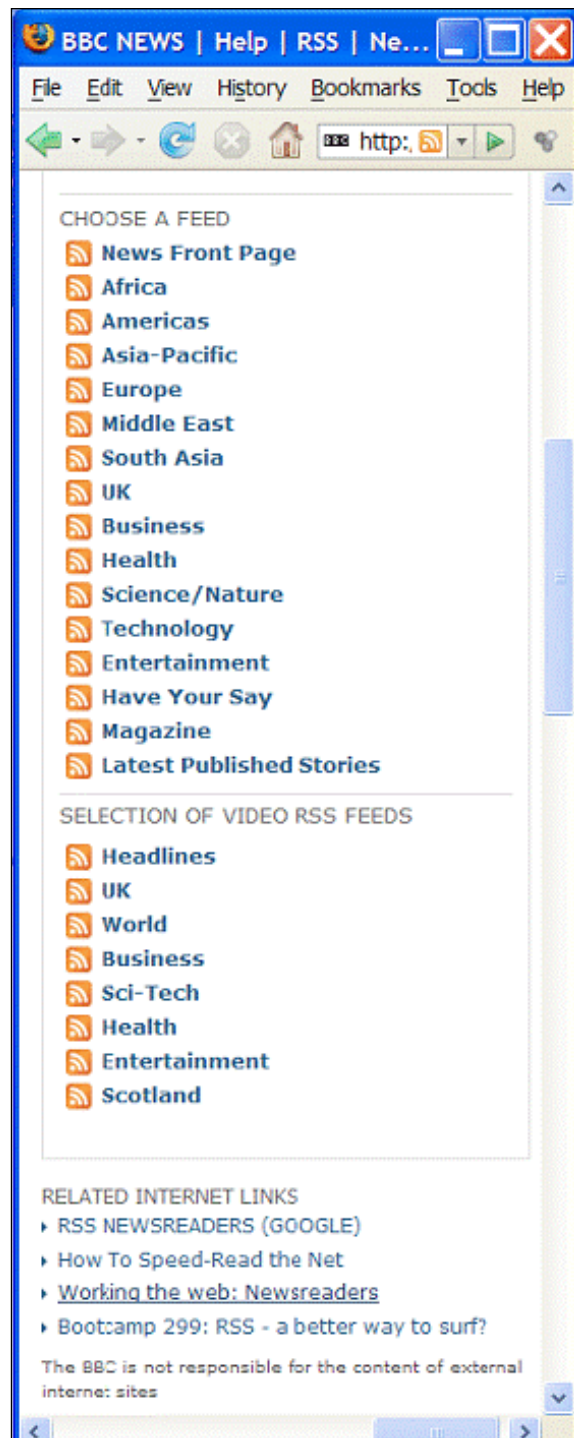 BBC NEWS | Help | RSS | Ne...
File Edit View History Bookmarks Tools Help
BBC http:
CHOOSE A FEED
News Front Page
Africa
Americas
Asia-Pacific
Europe
Middle East
South Asia
UK
Business
Health
Science/Nature
Technology
Entertainment
Have Your Say
Magazine
Latest Published Stories
SELECTION OF VIDEO RSS FEEDS
Headlines
UK
World
Business
Sci-Tech
Health
Entertainment
Scotland
RELATED INTERNET LINKS
RSS NEWSREADERS (GOOGLE)
How To Speed-Read the Net
Working the web: Newsreaders
Bootcamp 299: RSS - a better way to surf?
The BBC is not responsible for the content of external
internet sites